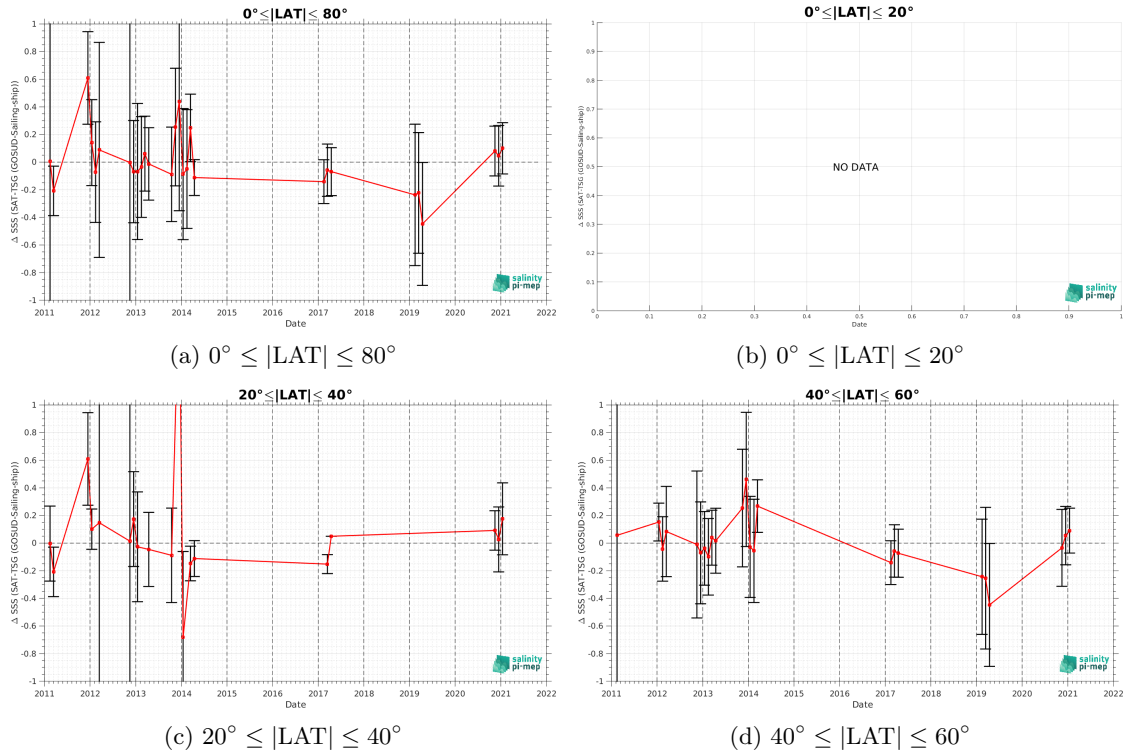 0°≤|LAT|≤ 80°
1
0.8
0.6
0.4
0.2
0
-0.2
-0.4
-0.6
-0.8
-1
Δ SSS (SAT-TSG (GOSUD-Sailing-ship))
2011 2012 2013 2014 2015 2016 2017 2018 2019 2020 2021 2022
Date
salinity
pi-mep
(a) 0° ≤ |LAT| ≤ 80°
0°≤|LAT|≤ 20°
1
0.9
0.8
0.7
0.6
0.5
0.4
0.3
0.2
0.1
0
Δ SSS (SAT-TSG (GOSUD-Sailing-ship))
NO DATA
0 0.1 0.2 0.3 0.4 0.5 0.6 0.7 0.8 0.9 1
Date
salinity
pi-mep
(b) 0° ≤ |LAT| ≤ 20°
20°≤|LAT|≤ 40°
1
0.8
0.6
0.4
0.2
0
-0.2
-0.4
-0.6
-0.8
-1
Δ SSS (SAT-TSG (GOSUD-Sailing-ship))
2011 2012 2013 2014 2015 2016 2017 2018 2019 2020 2021 2022
Date
salinity
pi-mep
(c) 20° ≤ |LAT| ≤ 40°
40°≤|LAT|≤ 60°
1
0.8
0.6
0.4
0.2
0
-0.2
-0.4
-0.6
-0.8
-1
Δ SSS (SAT-TSG (GOSUD-Sailing-ship))
2011 2012 2013 2014 2015 2016 2017 2018 2019 2020 2021 2022
Date
salinity
pi-mep
(d) 40° ≤ |LAT| ≤ 60°